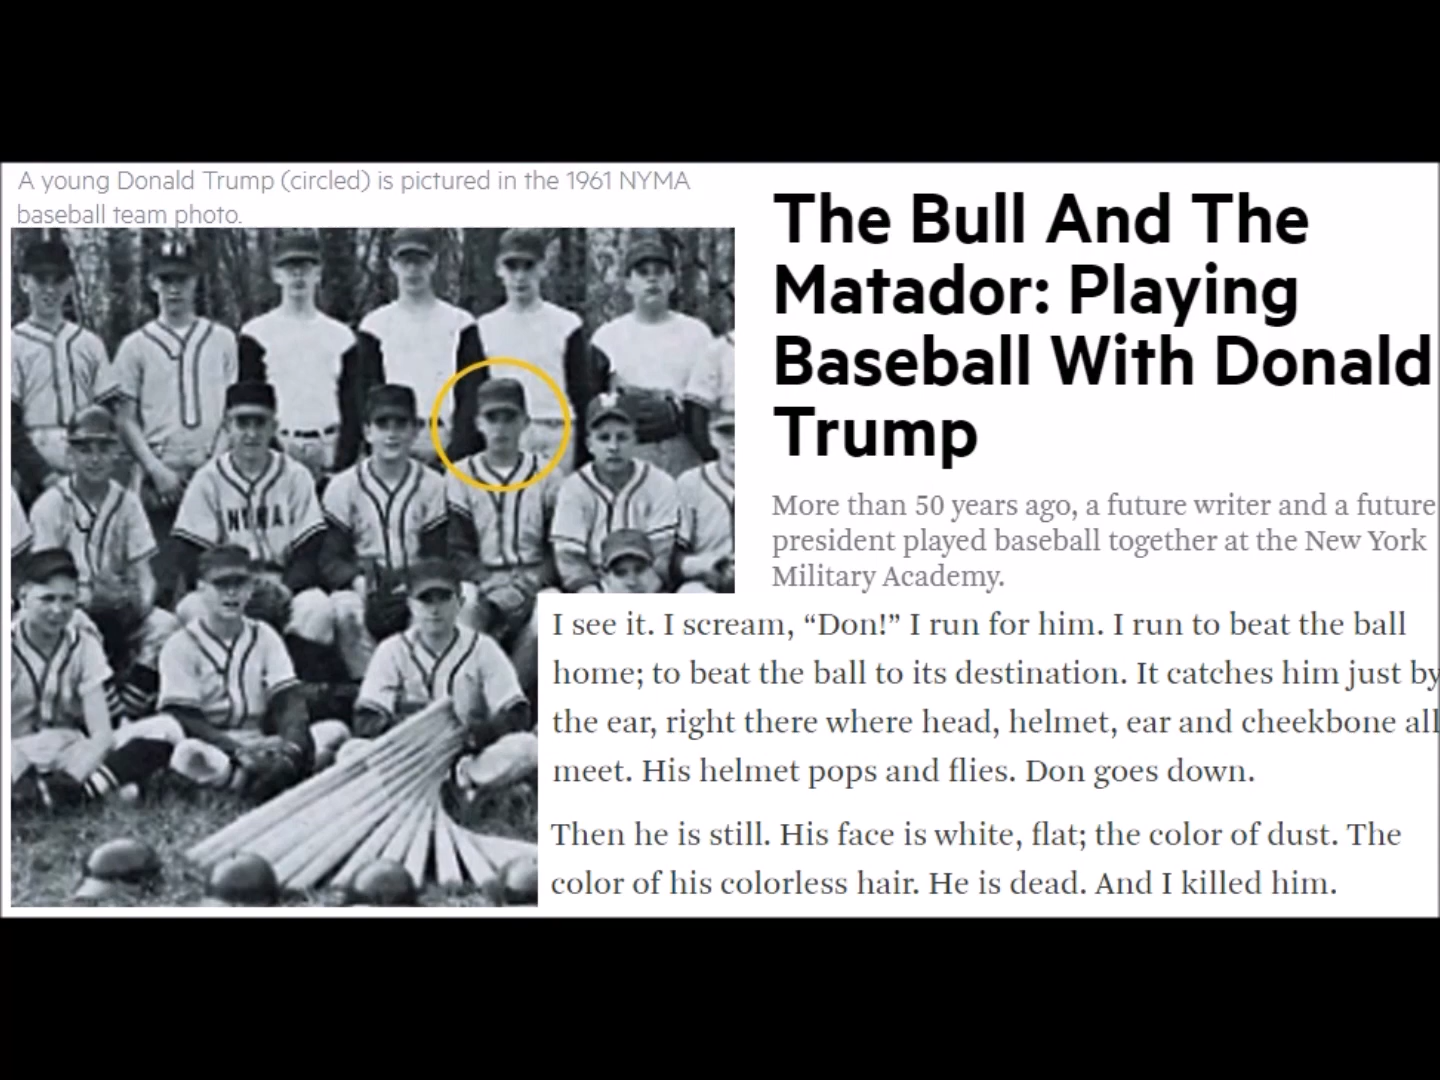 A young Donald Trump (circled) is pictured in the 1961 NYMA
baseball team photo.
The Bull And The
Matador: Playing
Baseball With Donald
Trump
More than 50 years ago, a future writer and a future
president played baseball together at the New York
Military Academy.
NYMA
I see it. I scream, “Don!” I run for him. I run to beat the ball
home; to beat the ball to its destination. It catches him just by
the ear, right there where head, helmet, ear and cheekbone all
meet. His helmet pops and flies. Don goes down.
Then he is still. His face is white, flat; the color of dust. The
color of his colorless hair. He is dead. And I killed him.